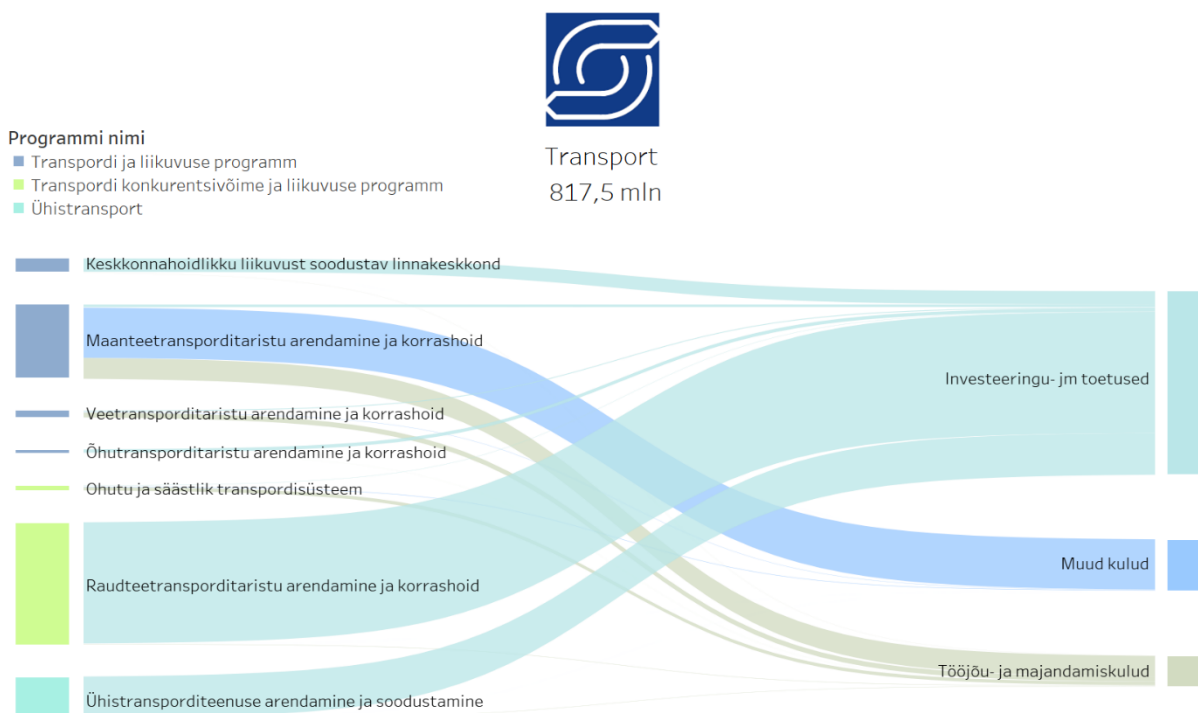 Transport
817,5 mln
Programmi nimi
Transpordi ja liikuvuse programm
Transpordi konkurentsivõime ja liikuvuse programm
Ühistransport
Keskkonnahoidlikku liikuvust soodustav linnakeskkond
Maanteetransporditaristu arendamine ja korrashoid
Veetransporditaristu arendamine ja korrashoid
Õhutransporditaristu arendamine ja korrashoid
Ohutu ja säästlik transpordisüsteem
Raudteetransporditaristu arendamine ja korrashoid
Ühistransporditeenuse arendamine ja soodustamine
Investeeringu- jm toetused
Muud kulud
Tööjõu- ja majandamiskulud